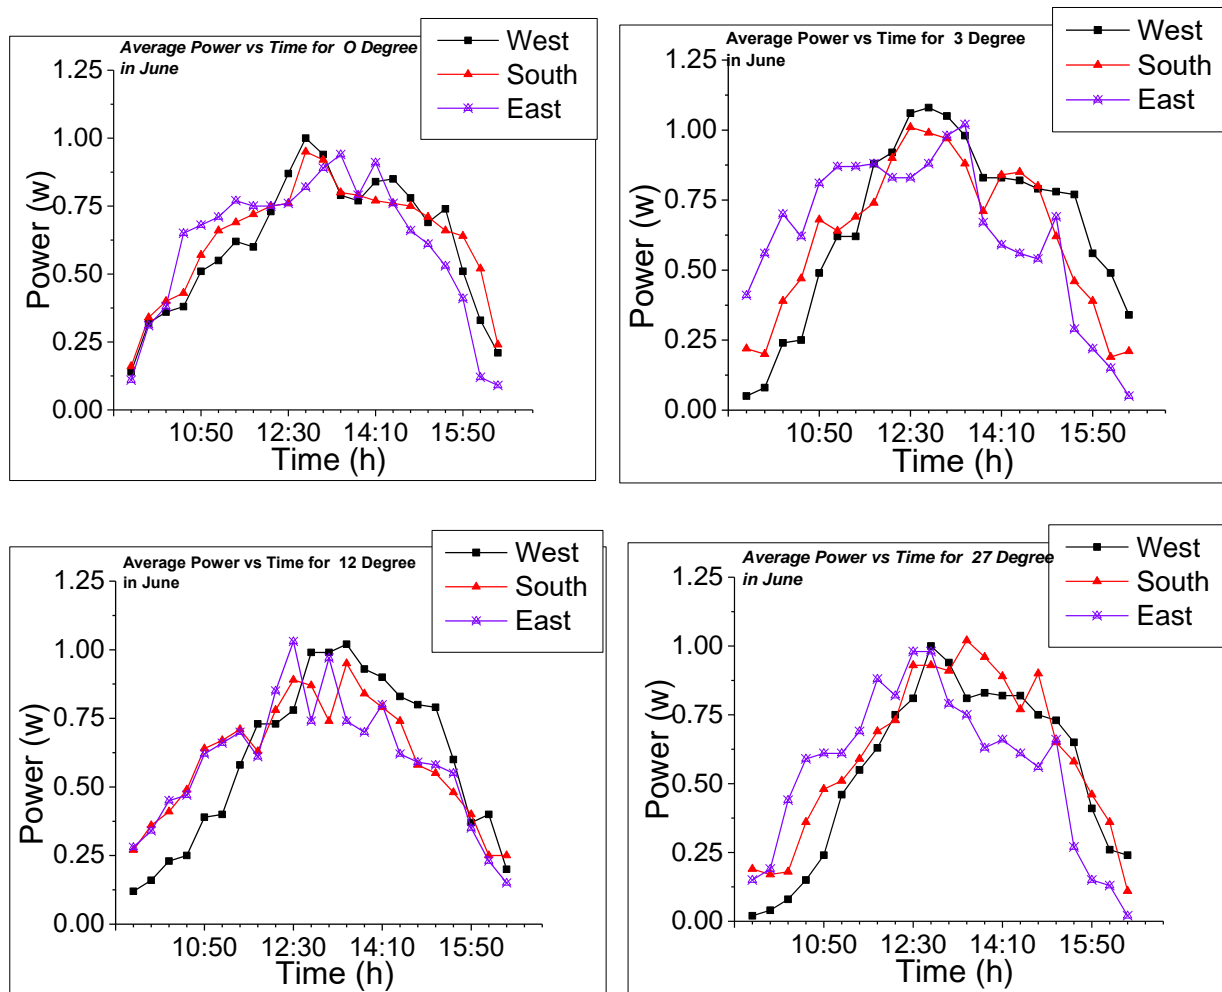 Average Power vs Time for O Degree
in June
West
South
East
1.25
1.00
0.75
0.50
0.25
0.00
Power (w)
10:50 12:30 14:10 15:50
Time (h)
Average Power vs Time for 3 Degree
in June
West
South
East
1.25
1.00
0.75
0.50
0.25
0.00
Power (w)
10:50 12:30 14:10 15:50
Time (h)
Average Power vs Time for 12 Degree
in June
West
South
East
1.25
1.00
0.75
0.50
0.25
0.00
Power (w)
10:50 12:30 14:10 15:50
Time (h)
Average Power vs Time for 27 Degree
in June
West
South
East
1.25
1.00
0.75
0.50
0.25
0.00
Power (w)
10:50 12:30 14:10 15:50
Time (h)